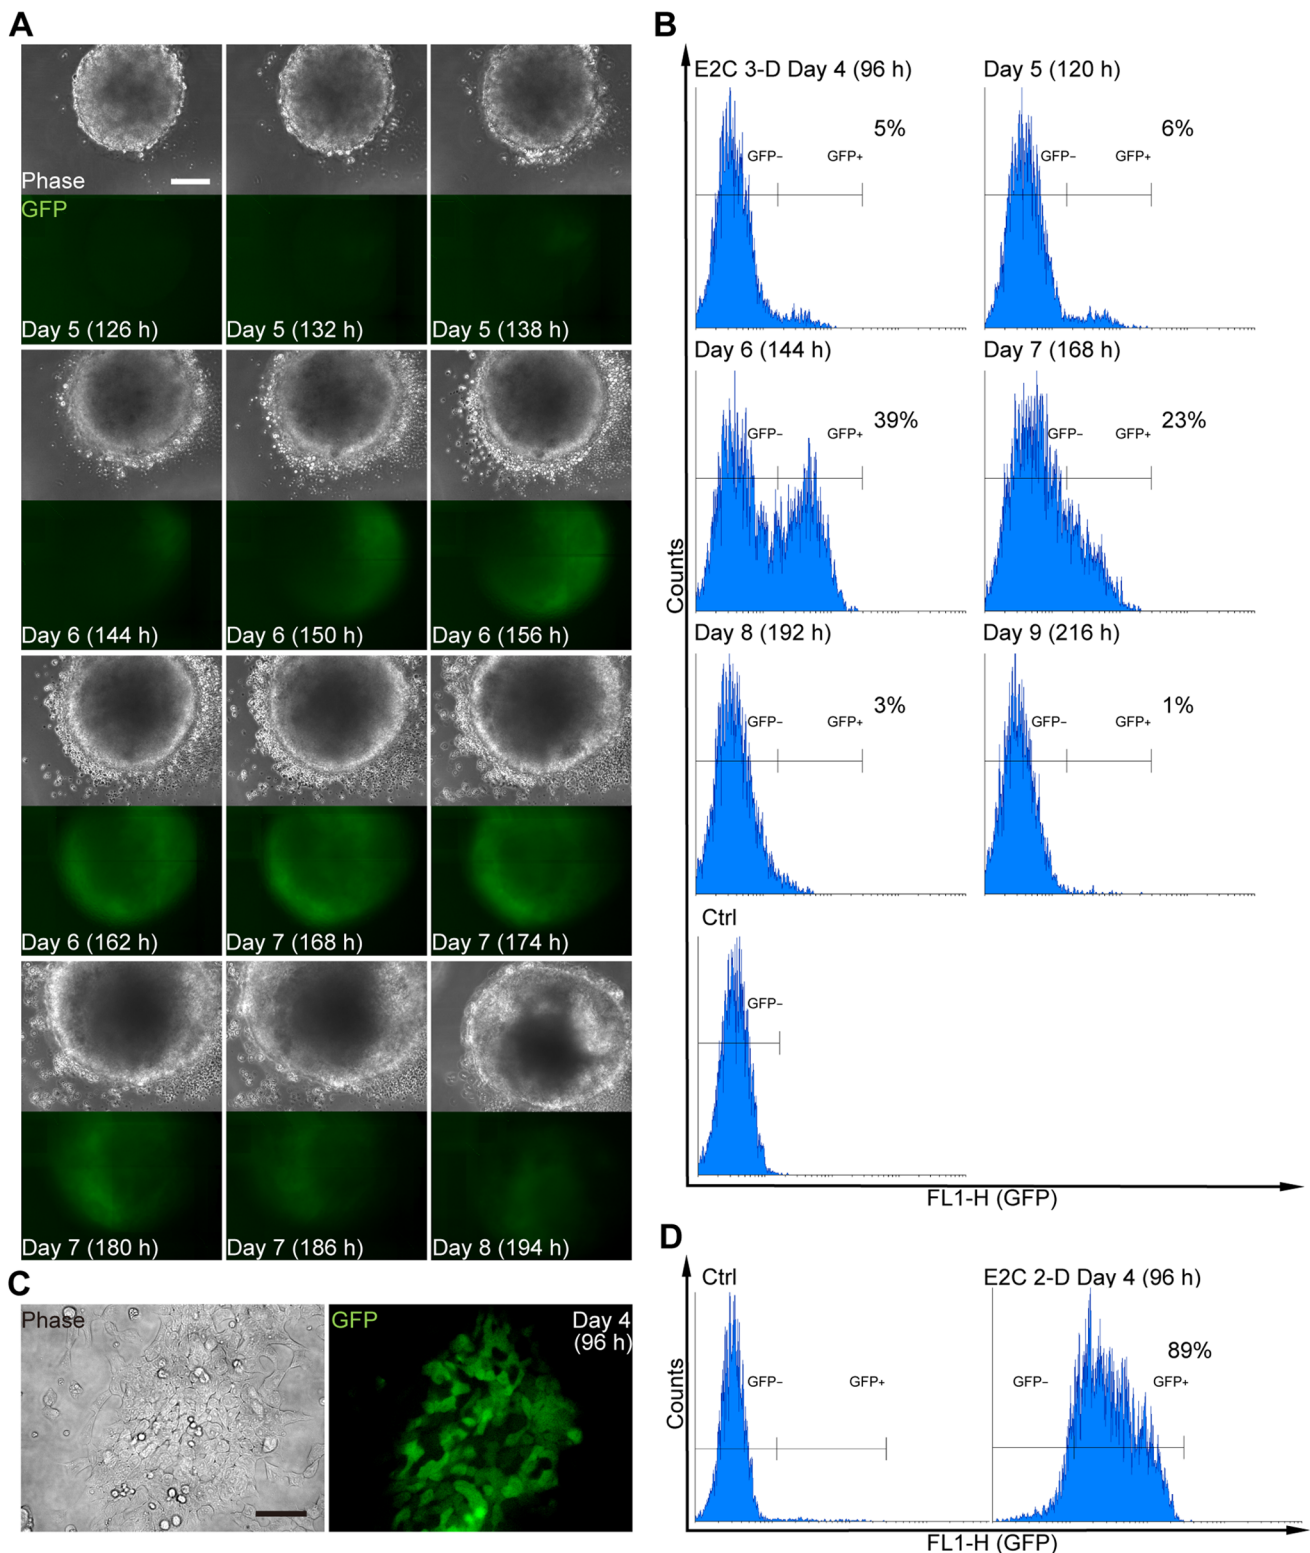 A
Phase
GFP
Day 5 (126 h)
Day 5 (132 h)
Day 5 (138 h)
Day 6 (144 h)
Day 6 (150 h)
Day 6 (156 h)
Day 6 (162 h)
Day 7 (168 h)
Day 7 (174 h)
Day 7 (180 h)
Day 7 (186 h)
Day 8 (194 h)
B
E2C 3-D Day 4 (96 h)
5%
GFP−
GFP+
Day 5 (120 h)
6%
GFP−
GFP+
Day 6 (144 h)
39%
GFP−
GFP+
Day 7 (168 h)
23%
GFP−
GFP+
Day 8 (192 h)
3%
GFP−
GFP+
Day 9 (216 h)
1%
GFP−
GFP+
Ctrl
GFP−
Counts
FL1-H (GFP)
C
Phase
GFP
Day 4
(96 h)
D
Ctrl
GFP−
GFP+
E2C 2-D Day 4 (96 h)
89%
GFP−
GFP+
Counts
FL1-H (GFP)